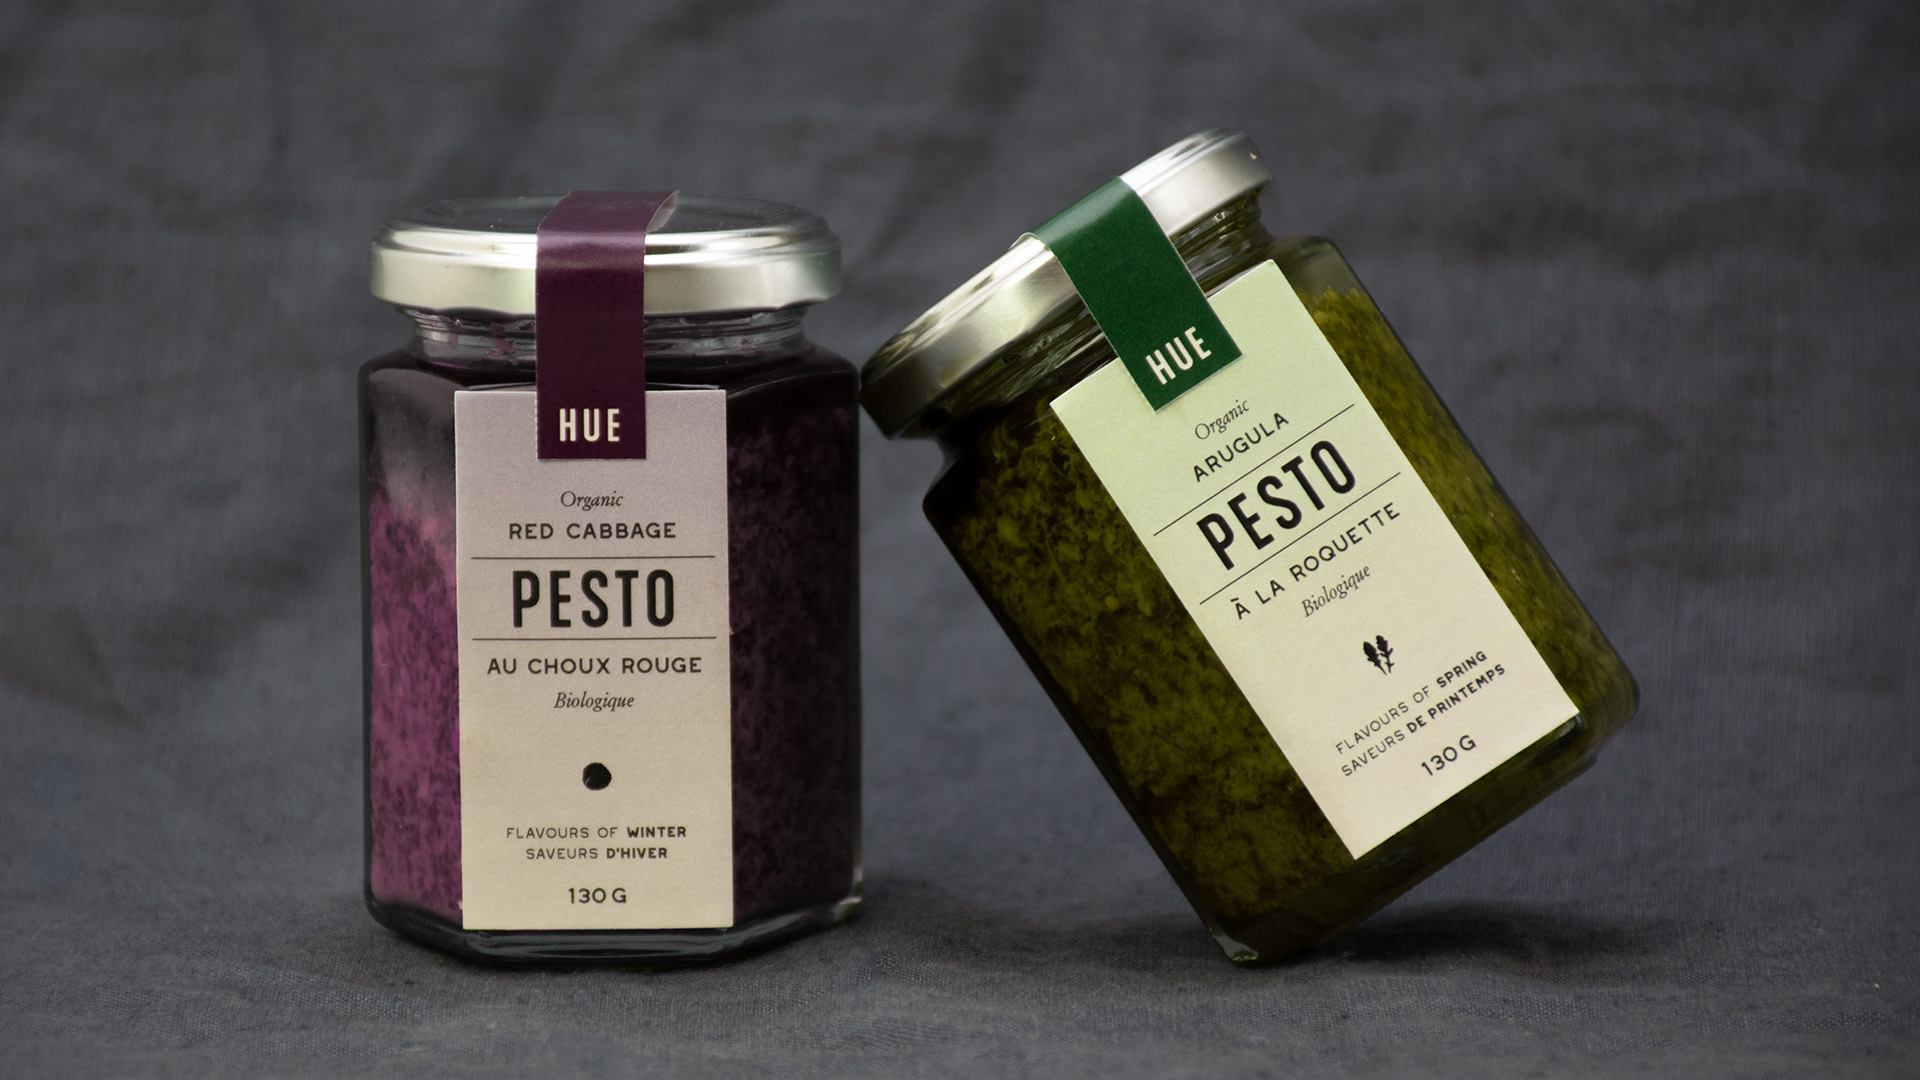 HUE
Organic
RED CABBAGE
PESTO
AU CHOUX ROUGE
Biologique
FLAVOURS OF WINTER
SAVEURS D'HIVER
130 G
HUE
Organic
ARUGULA
PESTO
À LA ROQUETTE
Biologique
FLAVOURS OF SPRING
SAVEURS DE PRINTEMPS
130 G